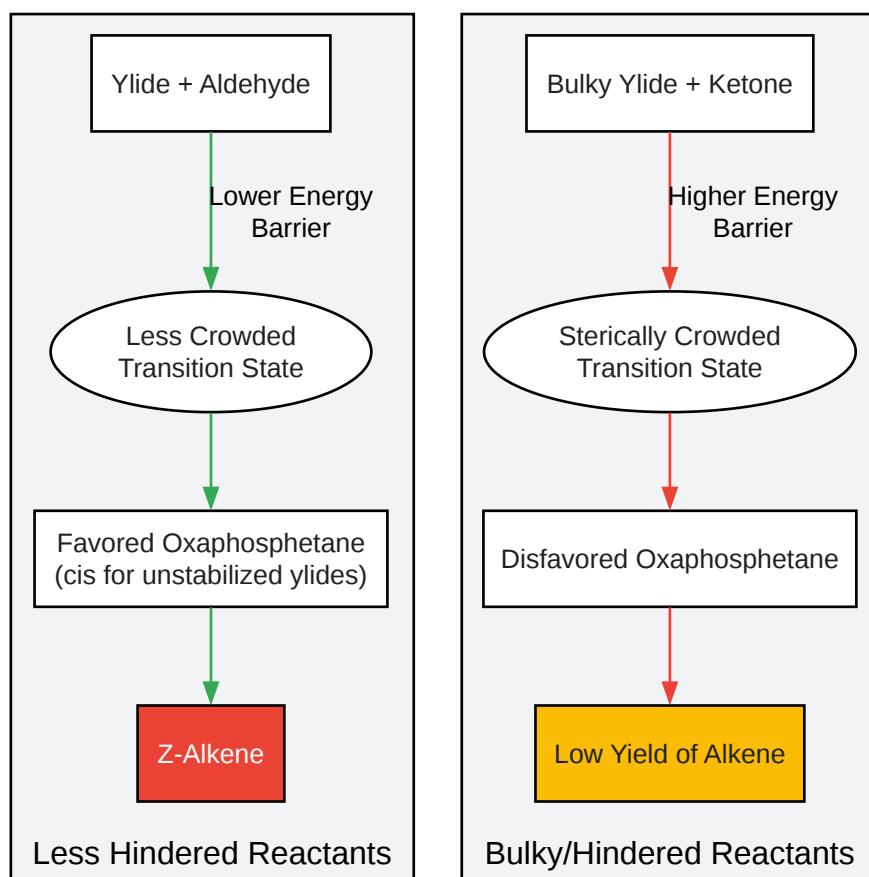 Ylide + Aldehyde
Lower Energy
Barrier
Less Crowded
Transition State
Favored Oxaphosphetane
(cis for unstabilized ylides)
Z-Alkene
Less Hindered Reactants
Bulky Ylide + Ketone
Higher Energy
Barrier
Sterically Crowded
Transition State
Disfavored Oxaphosphetane
Low Yield of Alkene
Bulky/Hindered Reactants